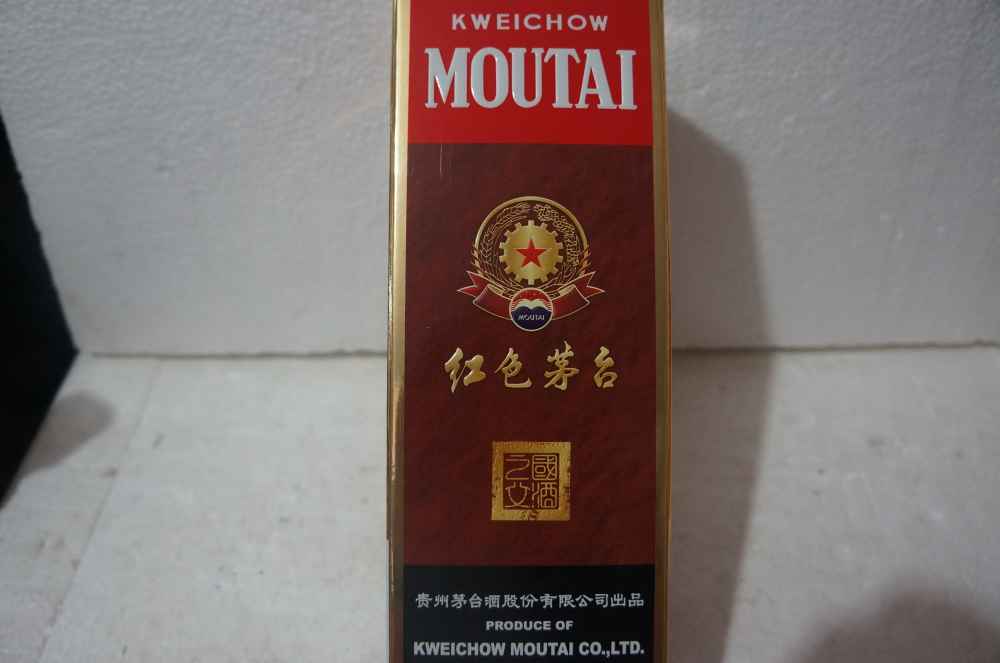 KWEICHOW
MOUTAI
MOUTAI
红色茅台
國酒
之父
贵州茅台酒股份有限公司出品
PRODUCE OF
KWEICHOW MOUTAI CO.,LTD.